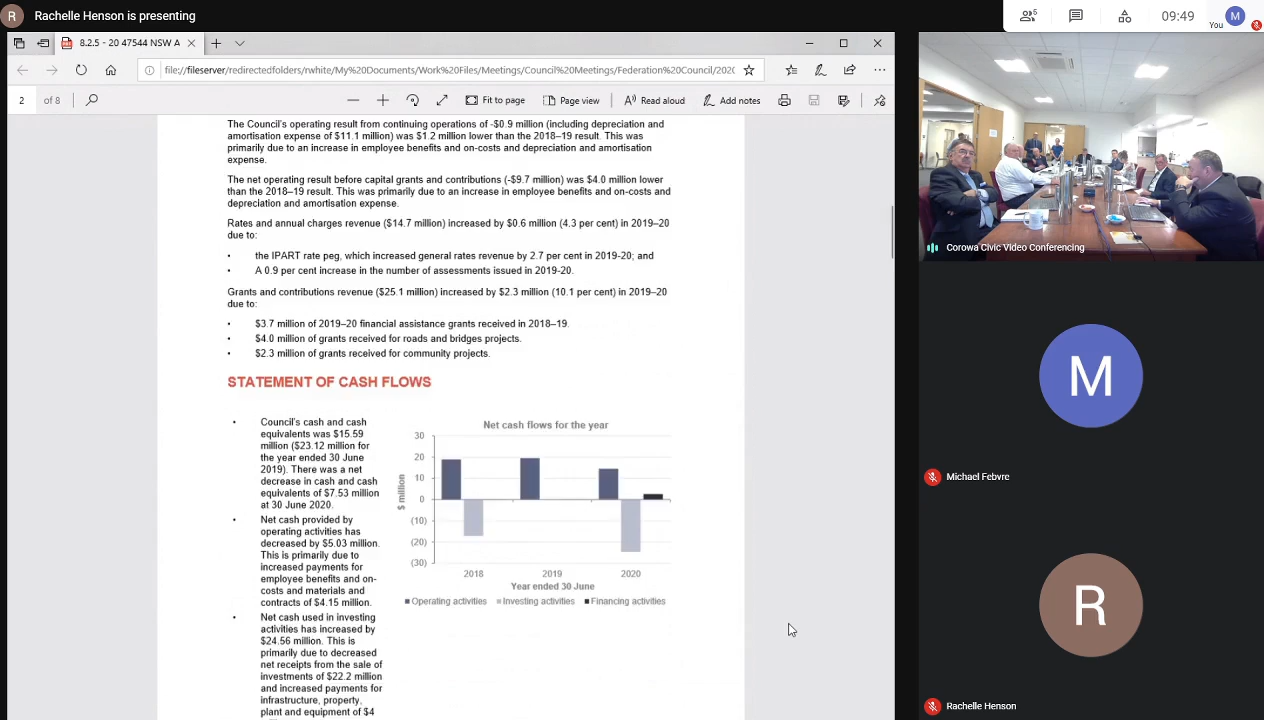 R Rachelle Henson is presenting
5
09:49
You
M
8.2.5 - 20 47544 NSW A
file://fileserver/redirectedfolders/rwhite/My%20Documents/Work%20Files/Meetings/Council%20Meetings/Federation%20Council/202(
2 of 8
Fit to page
Page view
Read aloud
Add notes
The Council's operating result from continuing operations of -$0.9 million (including depreciation and
amortisation expense of $11.1 million) was $1.2 million lower than the 2018–19 result. This was
primarily due to an increase in employee benefits and on-costs and depreciation and amortisation
expense.
The net operating result before capital grants and contributions (-$9.7 million) was $4.0 million lower
than the 2018–19 result. This was primarily due to an increase in employee benefits and on-costs and
depreciation and amortisation expense.
Rates and annual charges revenue ($14.7 million) increased by $0.6 million (4.3 per cent) in 2019–20
due to:
• the IPART rate peg, which increased general rates revenue by 2.7 per cent in 2019-20; and
• A 0.9 per cent increase in the number of assessments issued in 2019-20.
Grants and contributions revenue ($25.1 million) increased by $2.3 million (10.1 per cent) in 2019–20
due to:
• $3.7 million of 2019–20 financial assistance grants received in 2018–19.
• $4.0 million of grants received for roads and bridges projects.
• $2.3 million of grants received for community projects.
STATEMENT OF CASH FLOWS
• Council's cash and cash
equivalents was $15.59
million ($23.12 million for
the year ended 30 June
2019). There was a net
decrease in cash and cash
equivalents of $7.53 million
at 30 June 2020.
• Net cash provided by
operating activities has
decreased by $5.03 million.
This is primarily due to
increased payments for
employee benefits and on-
costs and materials and
contracts of $4.15 million.
• Net cash used in investing
activities has increased by
$24.56 million. This is
primarily due to decreased
net receipts from the sale of
investments of $22.2 million
and increased payments for
infrastructure, property,
plant and equipment of $4
Net cash flows for the year
$ million
30
20
10
0
(10)
(20)
(30)
2018 2019 2020
Year ended 30 June
Operating activities Investing activities Financing activities
Corowa Civic Video Conferencing
M
Michael Febvre
R
Rachelle Henson